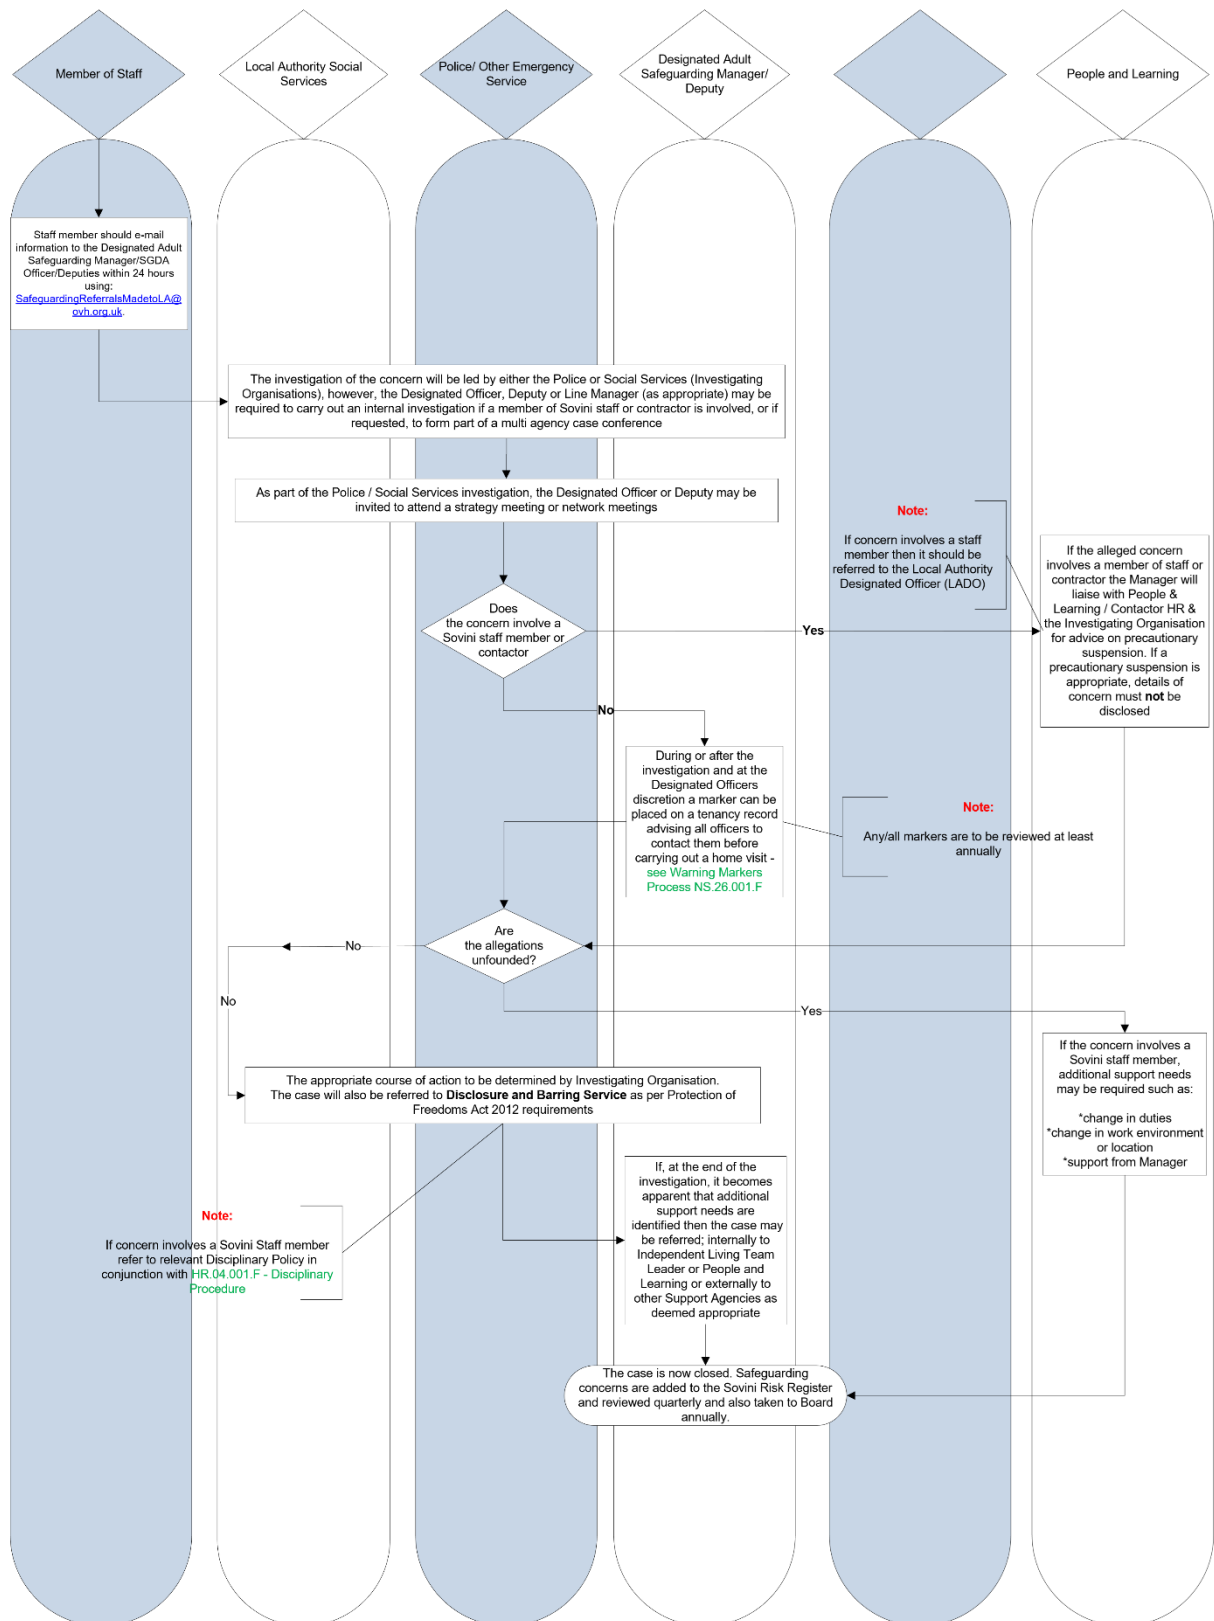 Member of Staff
Local Authority Social
Services
Police/ Other Emergency
Service
Designated Adult
Safeguarding Manager/
Deputy
People and Learning
Staff member should e-mail
information to the Designated Adult
Safeguarding Manager/SGDA
Officer/Deputies within 24 hours
using:
SafeguardingReferralsMadetoLA@
ovh.org.uk.
The investigation of the concern will be led by either the Police or Social Services (Investigating
Organisations), however, the Designated Officer, Deputy or Line Manager (as appropriate) may be
required to carry out an internal investigation if a member of Sovini staff or contractor is involved, or if
requested, to form part of a multi agency case conference
As part of the Police / Social Services investigation, the Designated Officer or Deputy may be
invited to attend a strategy meeting or network meetings
Note:
If concern involves a staff
member then it should be
referred to the Local Authority
Designated Officer (LADO)
If the alleged concern
involves a member of staff or
contractor the Manager will
liaise with People &
Learning / Contactor HR &
the Investigating Organisation
for advice on precautionary
suspension. If a
precautionary suspension is
appropriate, details of
concern must not be
disclosed
Does
the concern involve a
Sovini staff member or
contactor
Yes
No
During or after the
investigation and at the
Designated Officers
discretion a marker can be
placed on a tenancy record
advising all officers to
contact them before
carrying out a home visit -
see Warning Markers
Process NS.26.001.F
Note:
Any/all markers are to be reviewed at least
annually
Are
the allegations
unfounded?
No
No
Yes
If the concern involves a
Sovini staff member,
additional support needs
may be required such as:
*change in duties
*change in work environment
or location
*support from Manager
The appropriate course of action to be determined by Investigating Organisation.
The case will also be referred to Disclosure and Barring Service as per Protection of
Freedoms Act 2012 requirements
If, at the end of the
investigation, it becomes
apparent that additional
support needs are
identified then the case may
be referred; internally to
Independent Living Team
Leader or People and
Learning or externally to
other Support Agencies as
deemed appropriate
Note:
If concern involves a Sovini Staff member
refer to relevant Disciplinary Policy in
conjunction with HR.04.001.F - Disciplinary
Procedure
The case is now closed. Safeguarding
concerns are added to the Sovini Risk Register
and reviewed quarterly and also taken to Board
annually.